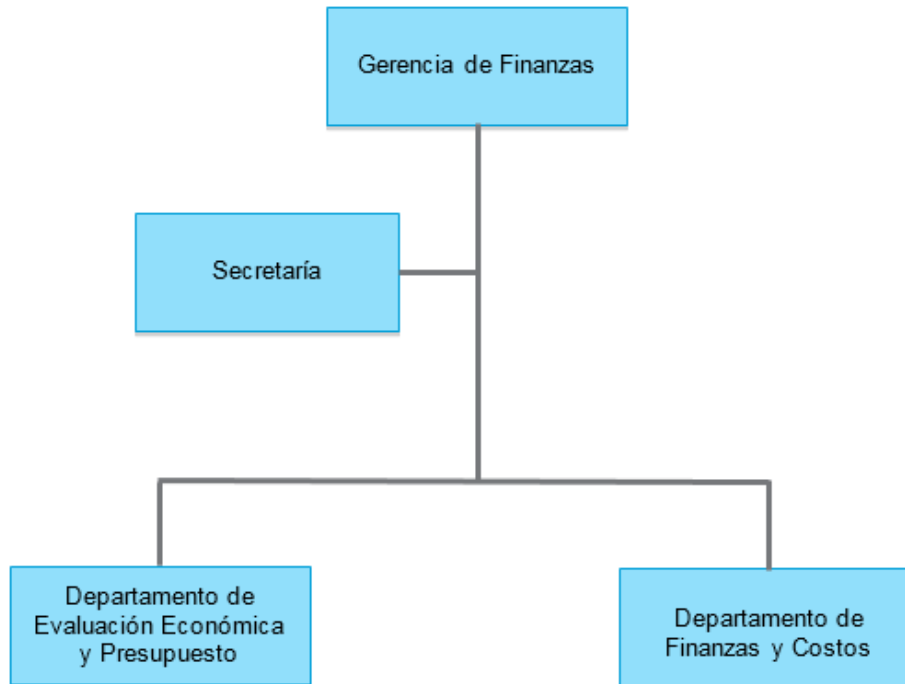 Gerencia de Finanzas
Secretaría
Departamento de
Evaluación Económica
y Presupuesto
Departamento de
Finanzas y Costos